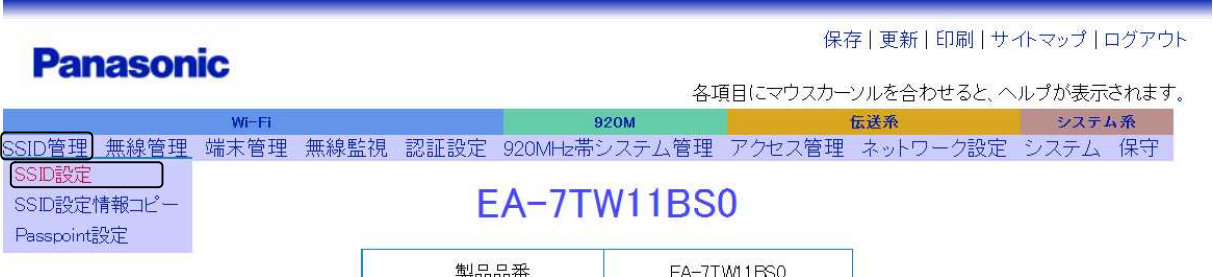 保存 | 更新 | 印刷 | サイトマップ | ログアウト
Panasonic
各項目にマウスカーソルを合わせると、ヘルプが表示されます。
Wi-Fi 920M 伝送系 システム系
SSID管理 無線管理 端末管理 無線監視 認証設定 920MHz帯システム管理 アクセス管理 ネットワーク設定 システム 保守
SSID設定
SSID設定情報コピー
Passpoint設定
EA-7TW11BS0
製品品番 EA-7TW11BS0